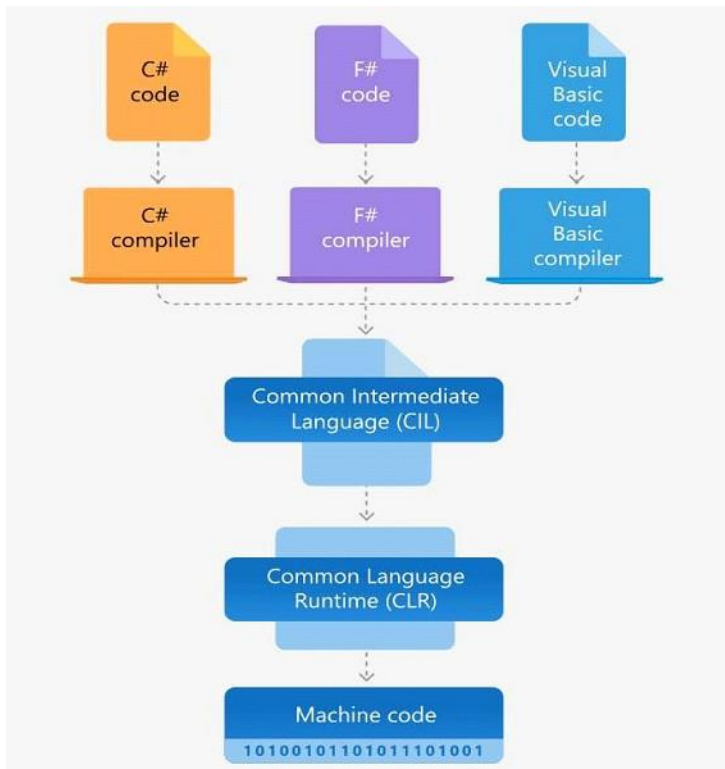 C#
code
F#
code
Visual
Basic
code
C#
compiler
F#
compiler
Visual
Basic
compiler
Common Intermediate
Language (CIL)
Common Language
Runtime (CLR)
Machine code
10100101101011101001